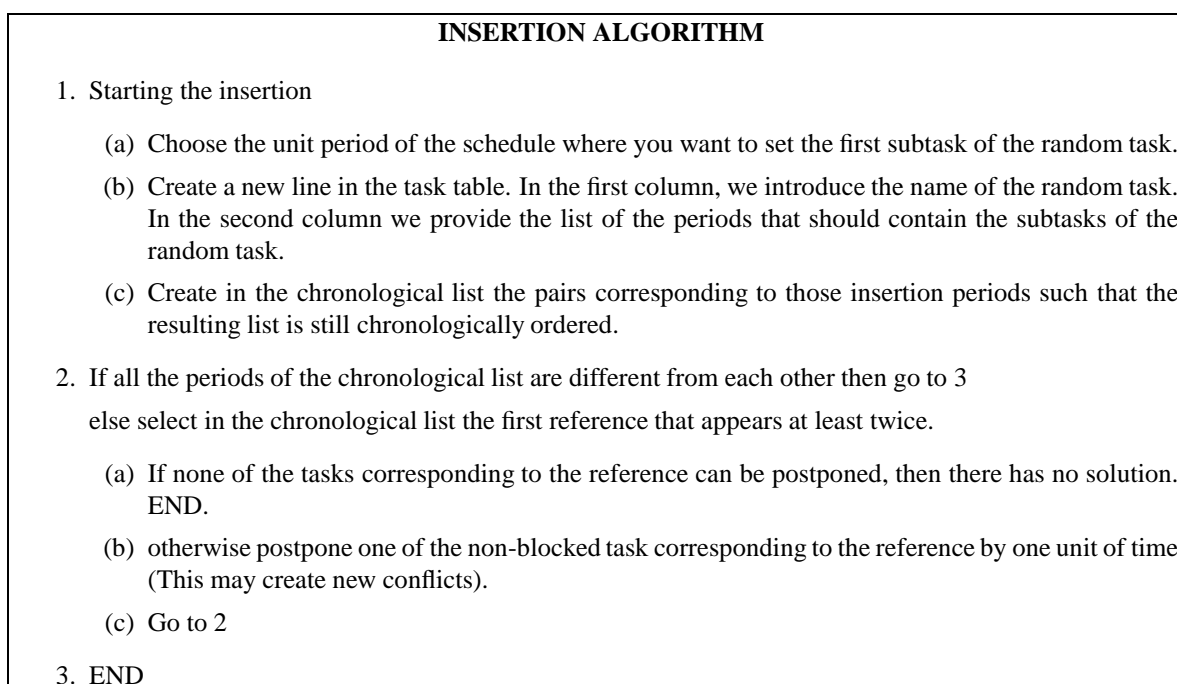 INSERTION ALGORITHM
1. Starting the insertion
(a) Choose the unit period of the schedule where you want to set the first subtask of the random task.
(b) Create a new line in the task table. In the first column, we introduce the name of the random task.
In the second column we provide the list of the periods that should contain the subtasks of the
random task.
(c) Create in the chronological list the pairs corresponding to those insertion periods such that the
resulting list is still chronologically ordered.
2. If all the periods of the chronological list are different from each other then go to 3
else select in the chronological list the first reference that appears at least twice.
(a) If none of the tasks corresponding to the reference can be postponed, then there has no solution.
END.
(b) otherwise postpone one of the non-blocked task corresponding to the reference by one unit of time
(This may create new conflicts).
(c) Go to 2
3. END